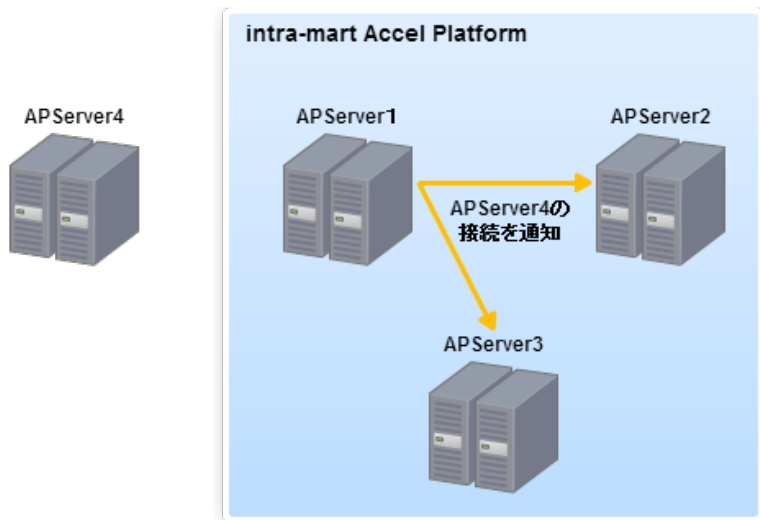 intra-mart Accel Platform
APServer4
APServer1
APServer2
APServer4の
接続を通知
APServer3